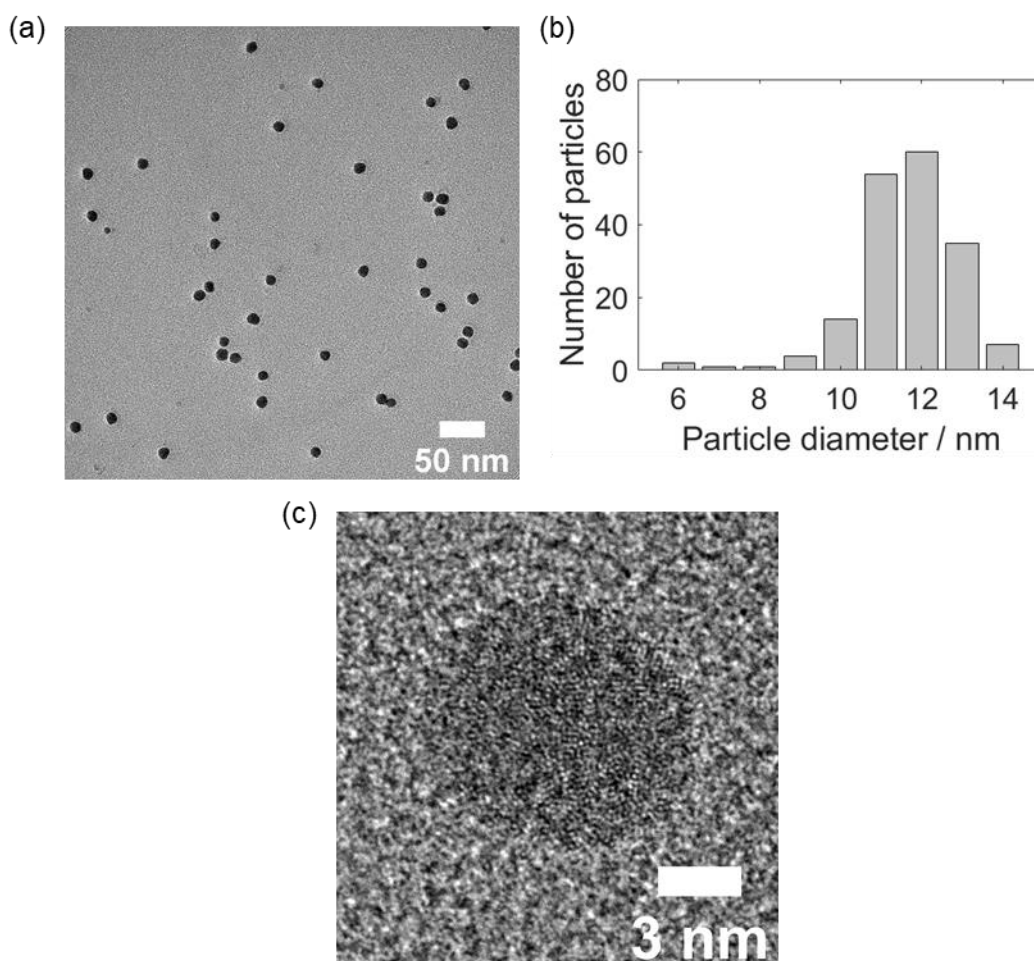 (a)
50 nm
(b)
Number of particles
80
60
40
20
0
6 8 10 12 14
Particle diameter / nm
(c)
3 nm